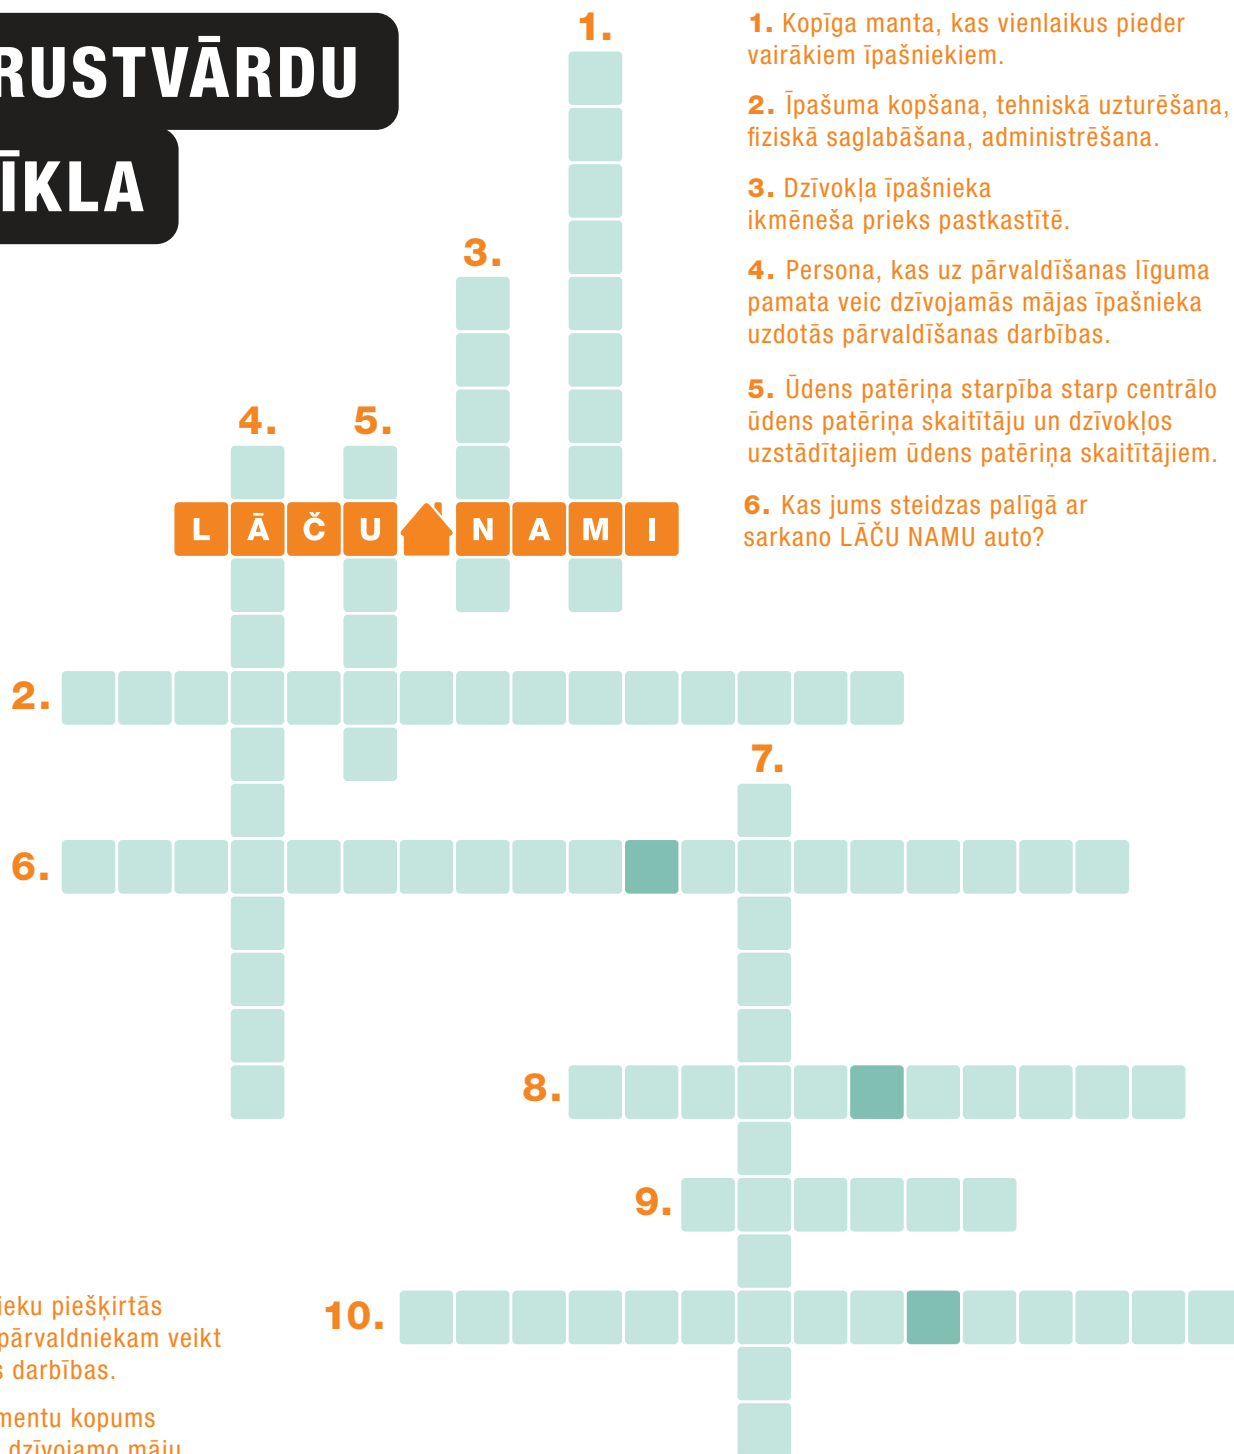 RUSTVĀRDU
ĪKLA
1. Kopīga manta, kas vienlaikus pieder
vairākiem īpašniekiem.
2. Īpašuma kopšana, tehniskā uzturēšana,
fiziskā saglabāšana, administrēšana.
3. Dzīvokļa īpašnieka
ikmēneša prieks pastkastītē.
4. Persona, kas uz pārvaldīšanas līguma
pamata veic dzīvojamās mājas īpašnieka
uzdotās pārvaldīšanas darbības.
5. Ūdens patēriņa starpība starp centrālo
ūdens patēriņa skaitītāju un dzīvokļos
uzstādītajiem ūdens patēriņa skaitītājiem.
6. Kas jums steidzas palīgā ar
sarkano LĀČU NAMU auto?
1.
3.
4. 5.
LĀČU NAMI
2.
7.
6.
8.
9.
10.
ieku piešķirtās
pārvaldniekam veikt
s darbības.
mentu kopums
dzīvojamo māju